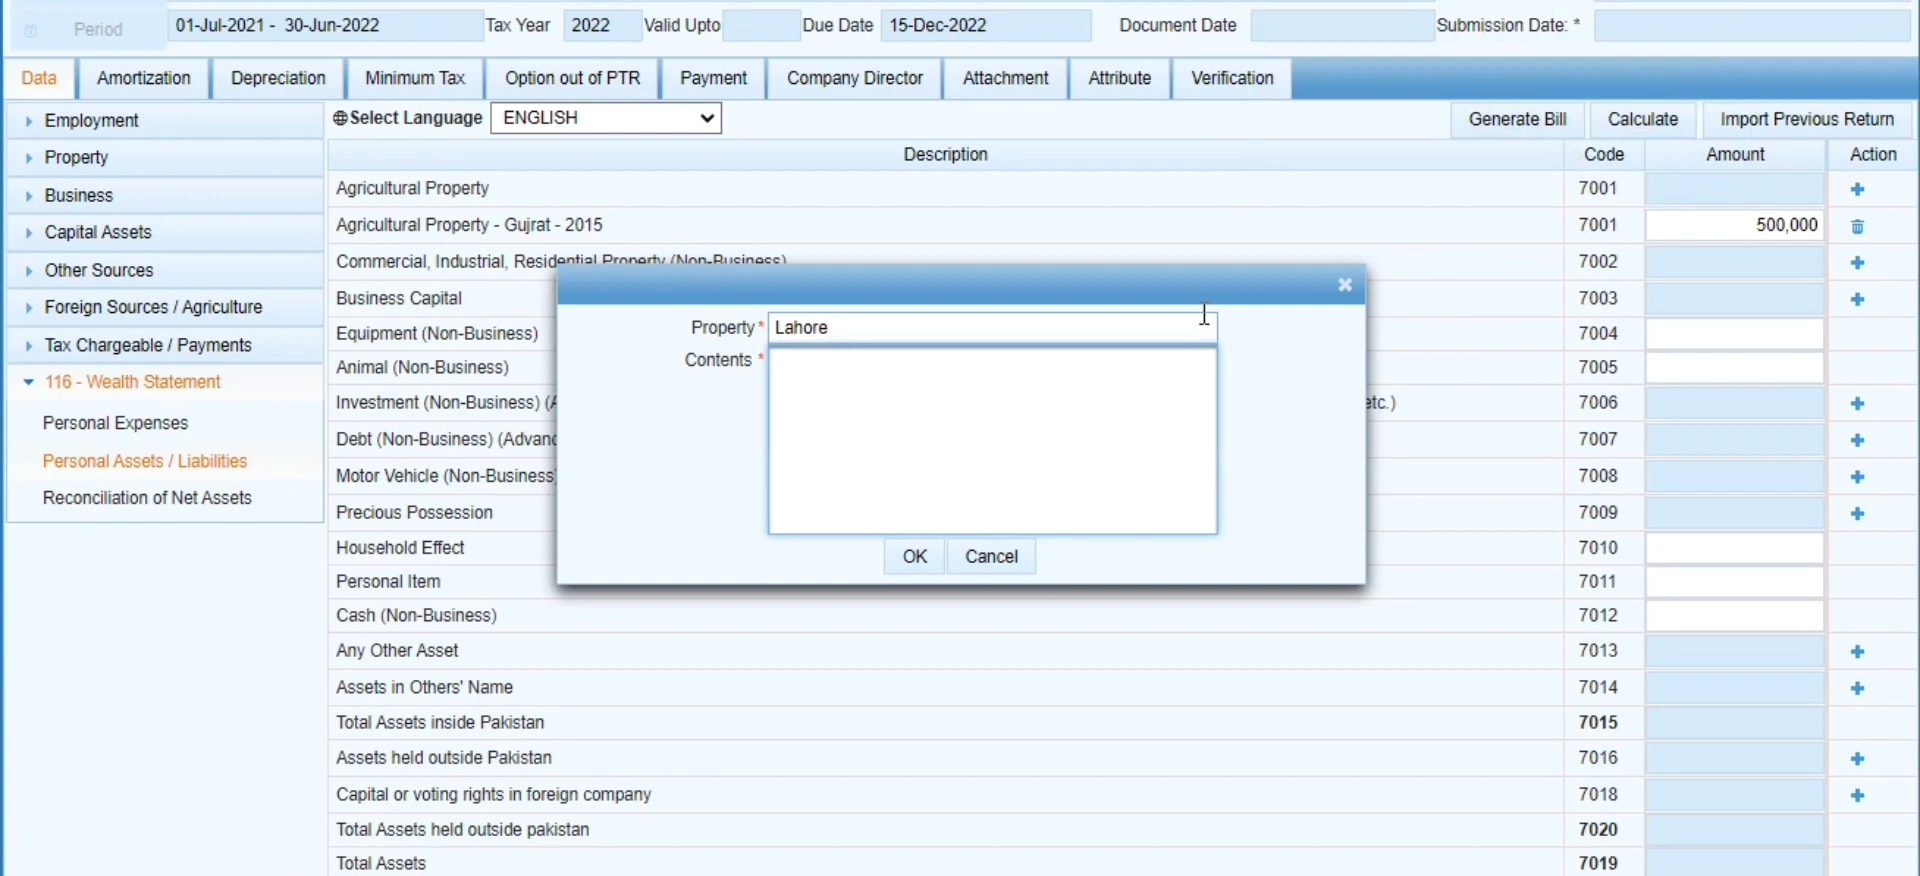 Period 01-Jul-2021 - 30-Jun-2022 Tax Year 2022 Valid Upto Due Date 15-Dec-2022 Document Date Submission Date: *
Data Amortization Depreciation Minimum Tax Option out of PTR Payment Company Director Attachment Attribute Verification
Employment
Property
Business
Capital Assets
Other Sources
Foreign Sources / Agriculture
Tax Chargeable / Payments
116 - Wealth Statement
Personal Expenses
Personal Assets / Liabilities
Reconciliation of Net Assets
Select Language ENGLISH Generate Bill Calculate Import Previous Return
Description Code Amount Action
Agricultural Property 7001
Agricultural Property - Gujrat - 2015 7001 500,000
Commercial, Industrial, Residential Property (Non-Business) 7002
Business Capital 7003
Equipment (Non-Business) 7004
Animal (Non-Business) 7005
Investment (Non-Business) (A etc.) 7006
Debt (Non-Business) (Advanc 7007
Motor Vehicle (Non-Business) 7008
Precious Possession 7009
Household Effect 7010
Personal Item 7011
Cash (Non-Business) 7012
Any Other Asset 7013
Assets in Others' Name 7014
Total Assets inside Pakistan 7015
Assets held outside Pakistan 7016
Capital or voting rights in foreign company 7018
Total Assets held outside pakistan 7020
Total Assets 7019
Property * Lahore
Contents *
OK Cancel